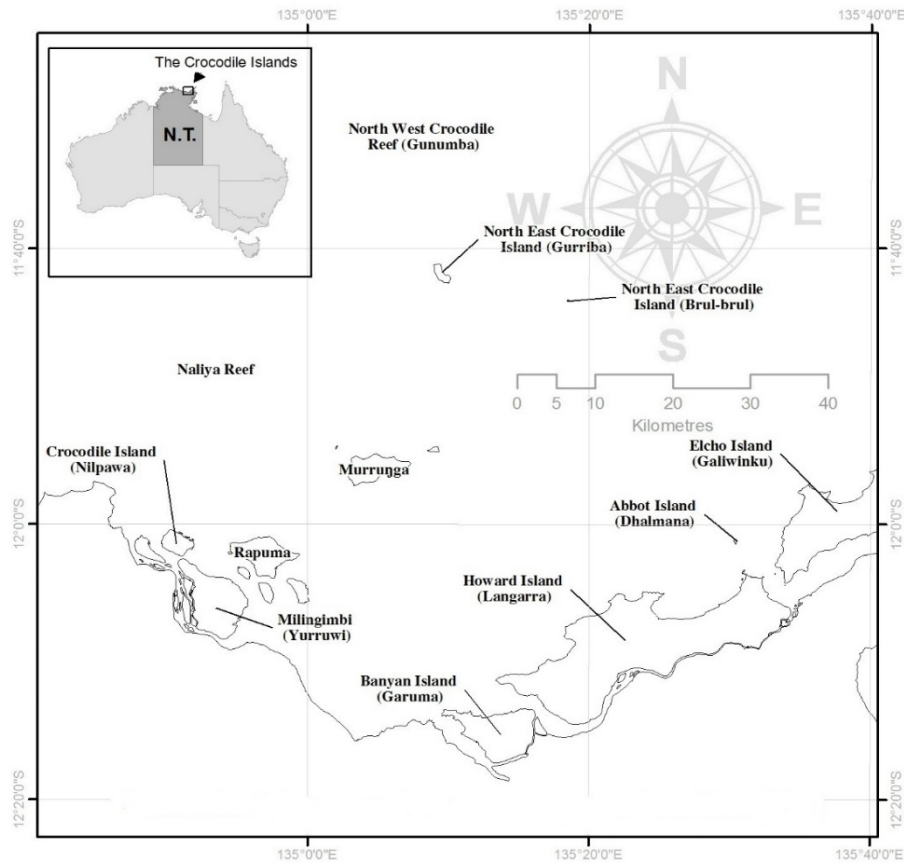 135°0'0"E
135°20'0"E
135°40'0"E
The Crocodile Islands
N.T.
N
W
E
S
North West Crocodile
Reef (Gunumba)
11°40'0"S
11°40'0"S
North East Crocodile
Island (Gurriba)
North East Crocodile
Island (Brul-brul)
Naliya Reef
0 5 10 20 30 40
Kilometres
Crocodile Island
(Nilpawa)
Murruŋga
Elcho Island
(Galiwinku)
Abbot Island
(Dhalmana)
12°0'0"S
12°0'0"S
Rapuma
Howard Island
(Langarra)
Milingimbi
(Yurruwi)
Banyan Island
(Garuma)
12°20'0"S
12°20'0"S
135°0'0"E
135°20'0"E
135°40'0"E